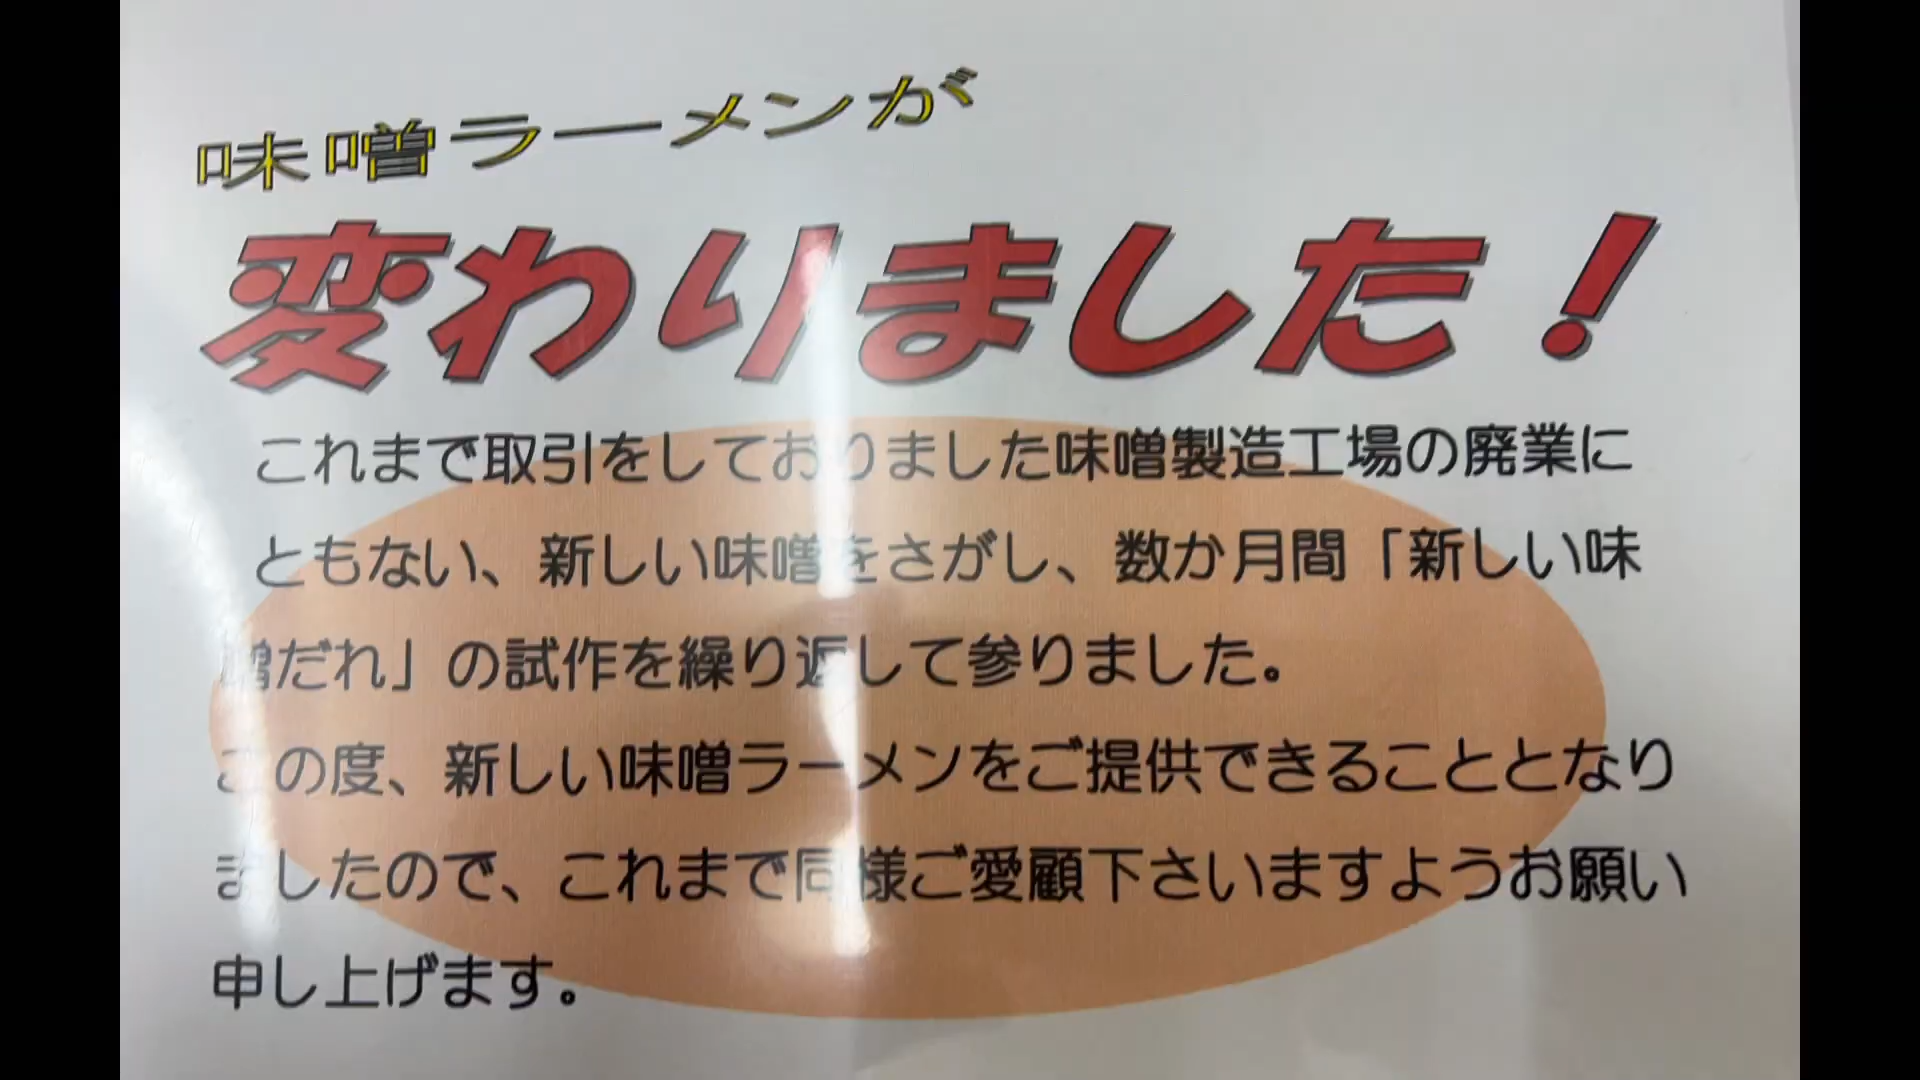 味噌ラーメンが
変わりました!
これまで取引をしておりました味噌製造工場の廃業に
ともない、新しい味噌をさがし、数か月間「新しい味
噌だれ」の試作を繰り返して参りました。
この度、新しい味噌ラーメンをご提供できることとなり
ましたので、これまで同様ご愛顧下さいますようお願い
申し上げます。